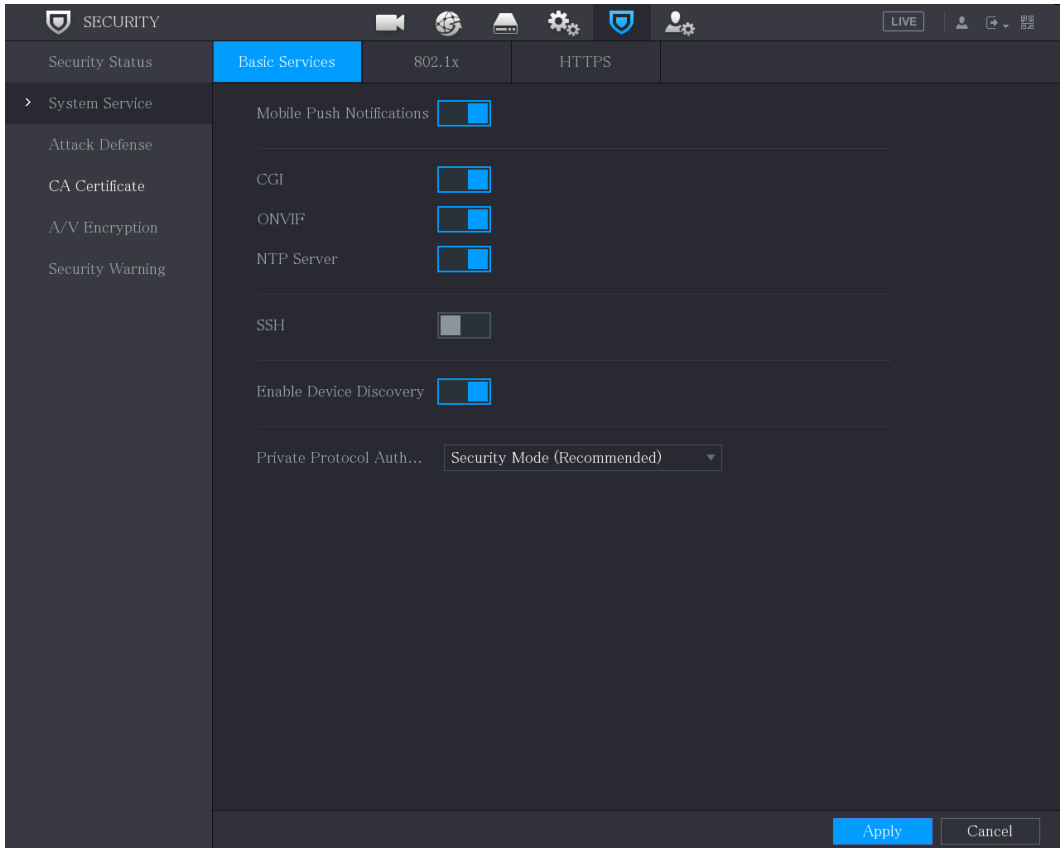 SECURITY
LIVE
Security Status
System Service
Attack Defense
CA Certificate
A/V Encryption
Security Warning
Basic Services
802.1x
HTTPS
Mobile Push Notifications
CGI
ONVIF
NTP Server
SSH
Enable Device Discovery
Private Protocol Auth... Security Mode (Recommended)
Apply
Cancel